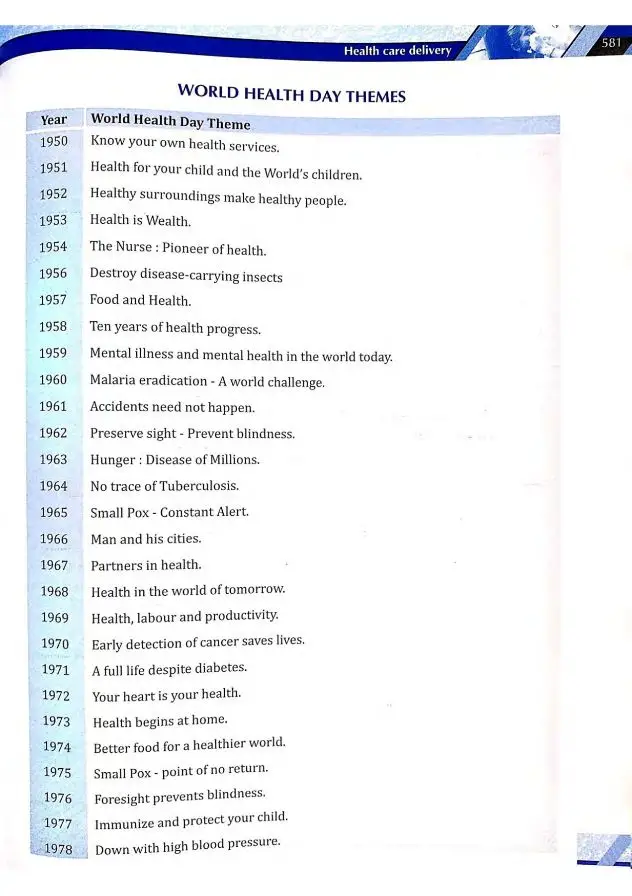 Health care delivery 581
WORLD HEALTH DAY THEMES
Year World Health Day Theme
1950 Know your own health services.
1951 Health for your child and the World's children.
1952 Healthy surroundings make healthy people.
1953 Health is Wealth.
1954 The Nurse : Pioneer of health.
1956 Destroy disease-carrying insects
1957 Food and Health.
1958 Ten years of health progress.
1959 Mental illness and mental health in the world today.
1960 Malaria eradication - A world challenge.
1961 Accidents need not happen.
1962 Preserve sight - Prevent blindness.
1963 Hunger : Disease of Millions.
1964 No trace of Tuberculosis.
1965 Small Pox - Constant Alert.
1966 Man and his cities.
1967 Partners in health.
1968 Health in the world of tomorrow.
1969 Health, labour and productivity.
1970 Early detection of cancer saves lives.
1971 A full life despite diabetes.
1972 Your heart is your health.
1973 Health begins at home.
1974 Better food for a healthier world.
1975 Small Pox - point of no return.
1976 Foresight prevents blindness.
1977 Immunize and protect your child.
1978 Down with high blood pressure.